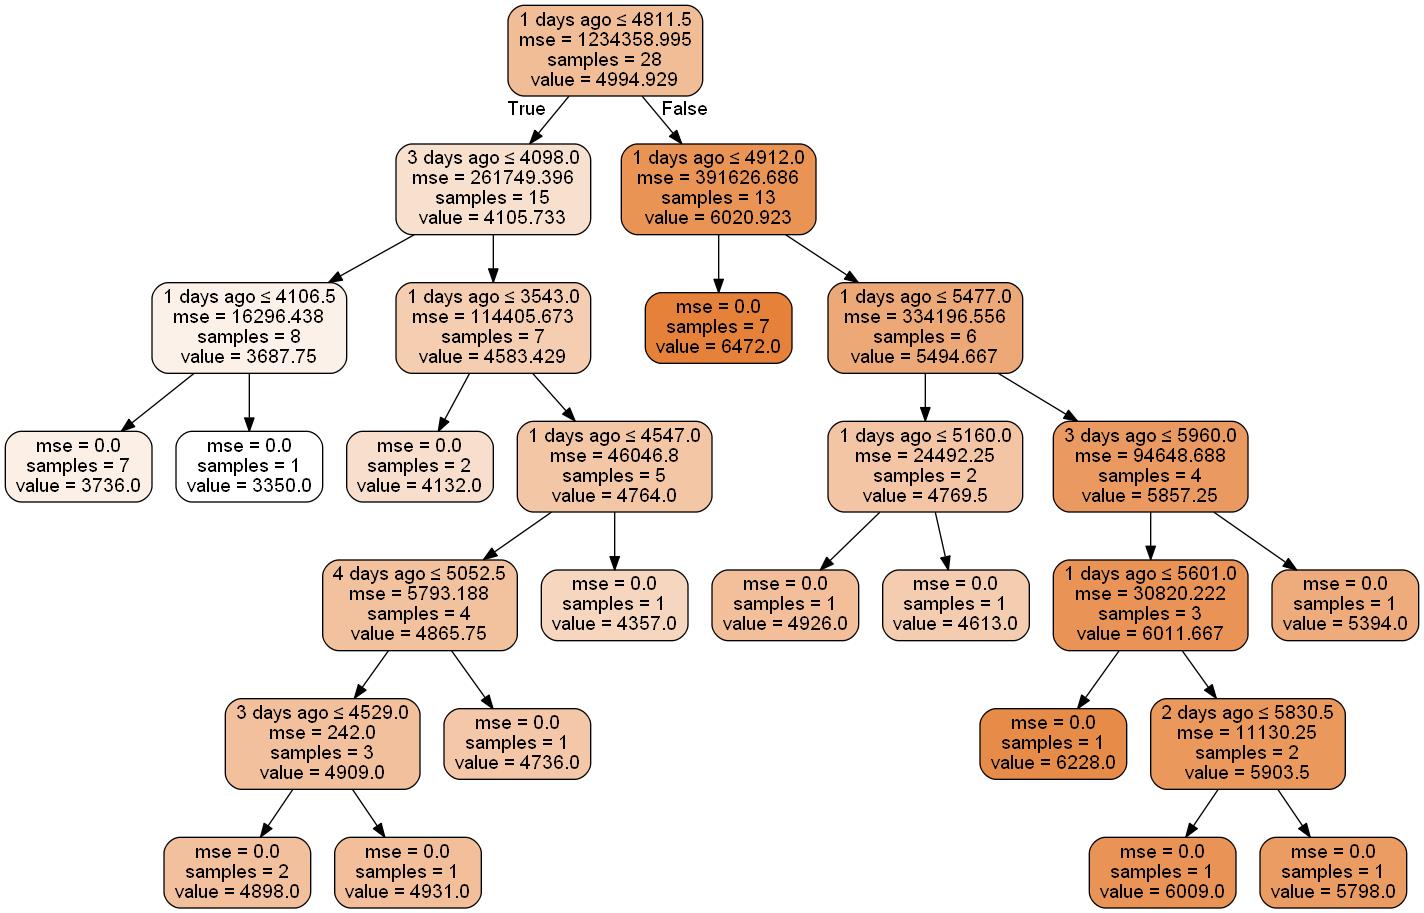 1 days ago ≤ 4811.5
mse = 1234358.995
samples = 28
value = 4994.929
True
False
3 days ago ≤ 4098.0
mse = 261749.396
samples = 15
value = 4105.733
1 days ago ≤ 4912.0
mse = 391626.686
samples = 13
value = 6020.923
1 days ago ≤ 4106.5
mse = 16296.438
samples = 8
value = 3687.75
1 days ago ≤ 3543.0
mse = 114405.673
samples = 7
value = 4583.429
mse = 0.0
samples = 7
value = 6472.0
1 days ago ≤ 5477.0
mse = 334196.556
samples = 6
value = 5494.667
mse = 0.0
samples = 7
value = 3736.0
mse = 0.0
samples = 1
value = 3350.0
mse = 0.0
samples = 2
value = 4132.0
1 days ago ≤ 4547.0
mse = 46046.8
samples = 5
value = 4764.0
1 days ago ≤ 5160.0
mse = 24492.25
samples = 2
value = 4769.5
3 days ago ≤ 5960.0
mse = 94648.688
samples = 4
value = 5857.25
4 days ago ≤ 5052.5
mse = 5793.188
samples = 4
value = 4865.75
mse = 0.0
samples = 1
value = 4357.0
mse = 0.0
samples = 1
value = 4926.0
mse = 0.0
samples = 1
value = 4613.0
1 days ago ≤ 5601.0
mse = 30820.222
samples = 3
value = 6011.667
mse = 0.0
samples = 1
value = 5394.0
3 days ago ≤ 4529.0
mse = 242.0
samples = 3
value = 4909.0
mse = 0.0
samples = 1
value = 4736.0
mse = 0.0
samples = 1
value = 6228.0
2 days ago ≤ 5830.5
mse = 11130.25
samples = 2
value = 5903.5
mse = 0.0
samples = 2
value = 4898.0
mse = 0.0
samples = 1
value = 4931.0
mse = 0.0
samples = 1
value = 6009.0
mse = 0.0
samples = 1
value = 5798.0